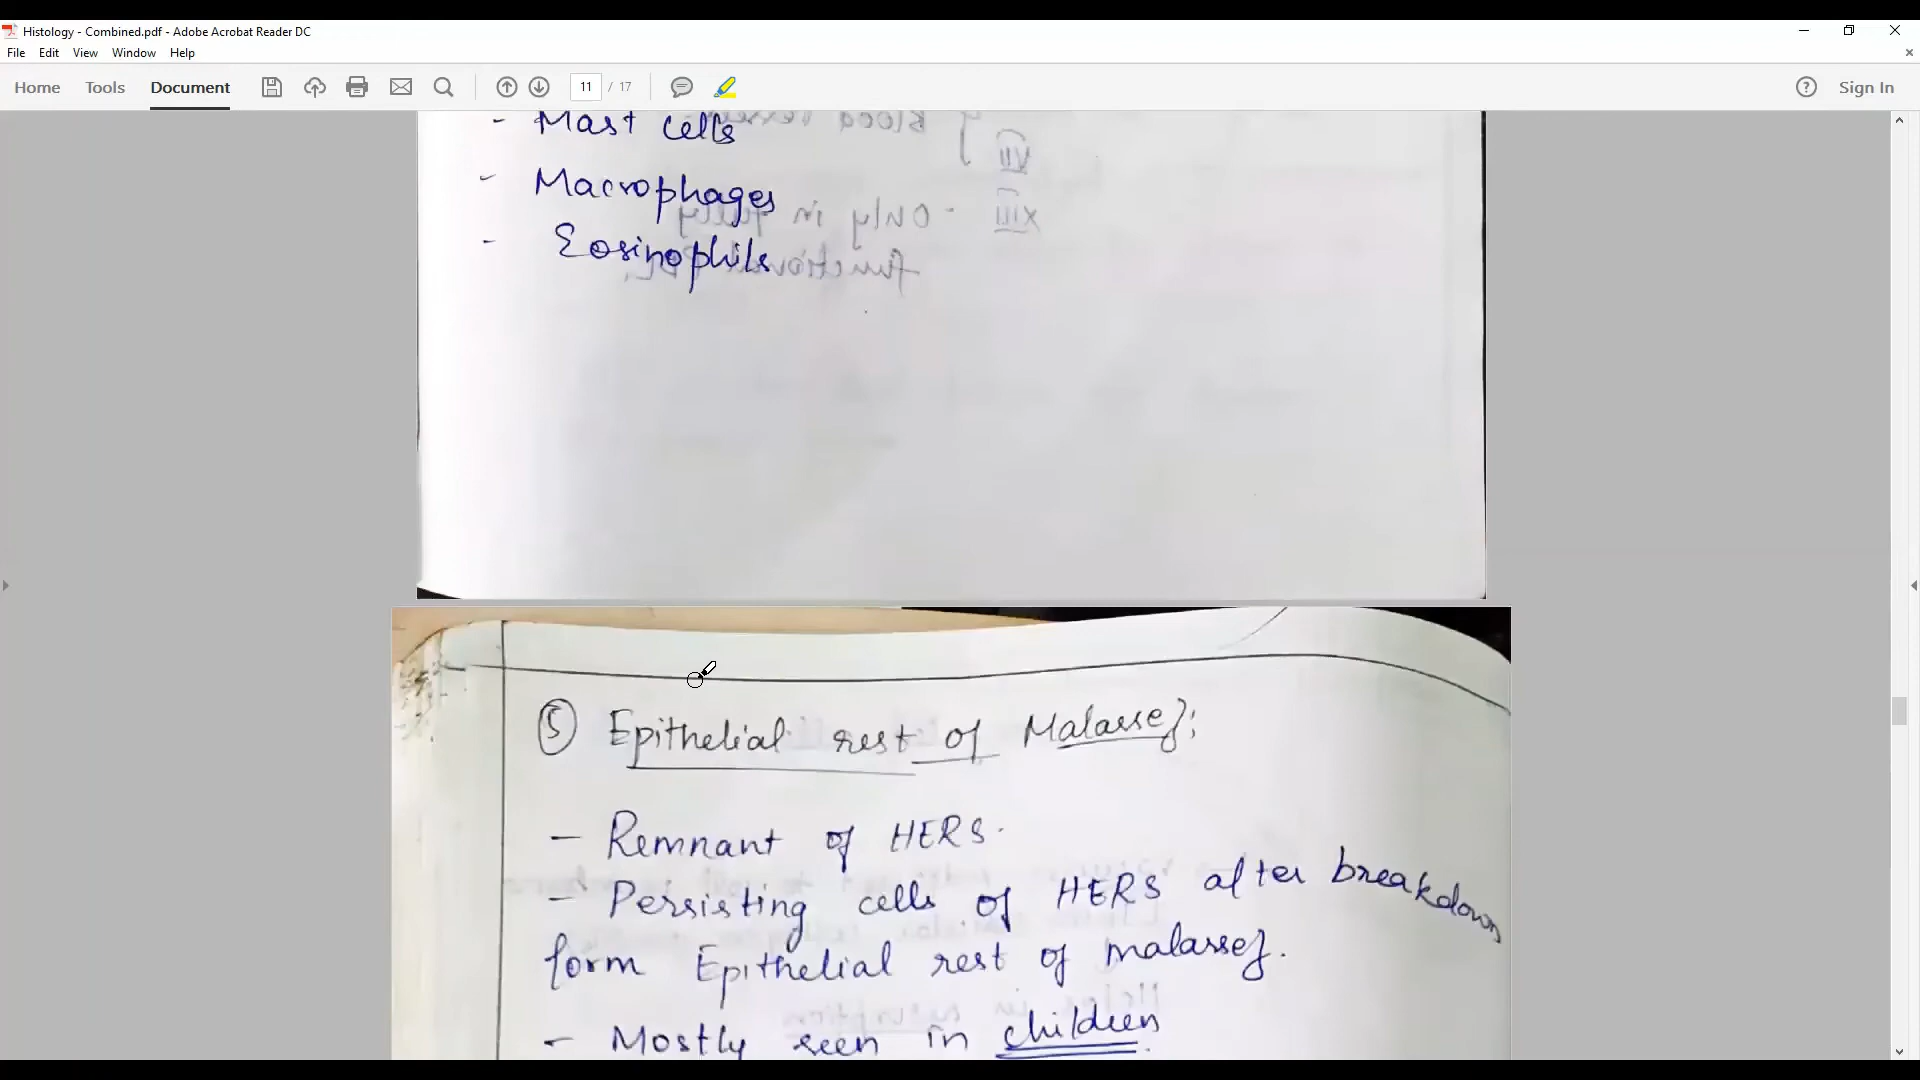 Histology - Combined.pdf - Adobe Acrobat Reader DC
File Edit View Window Help
Home Tools Document 11 / 17 Sign In
- Mast cells
- Macrophages
- Eosinophils
⑤ Epithelial rest of Malassez:
- Remnant of HERS.
- Persisting cells of HERS after breakdown
form Epithelial rest of malassez.
- Mostly seen in children.